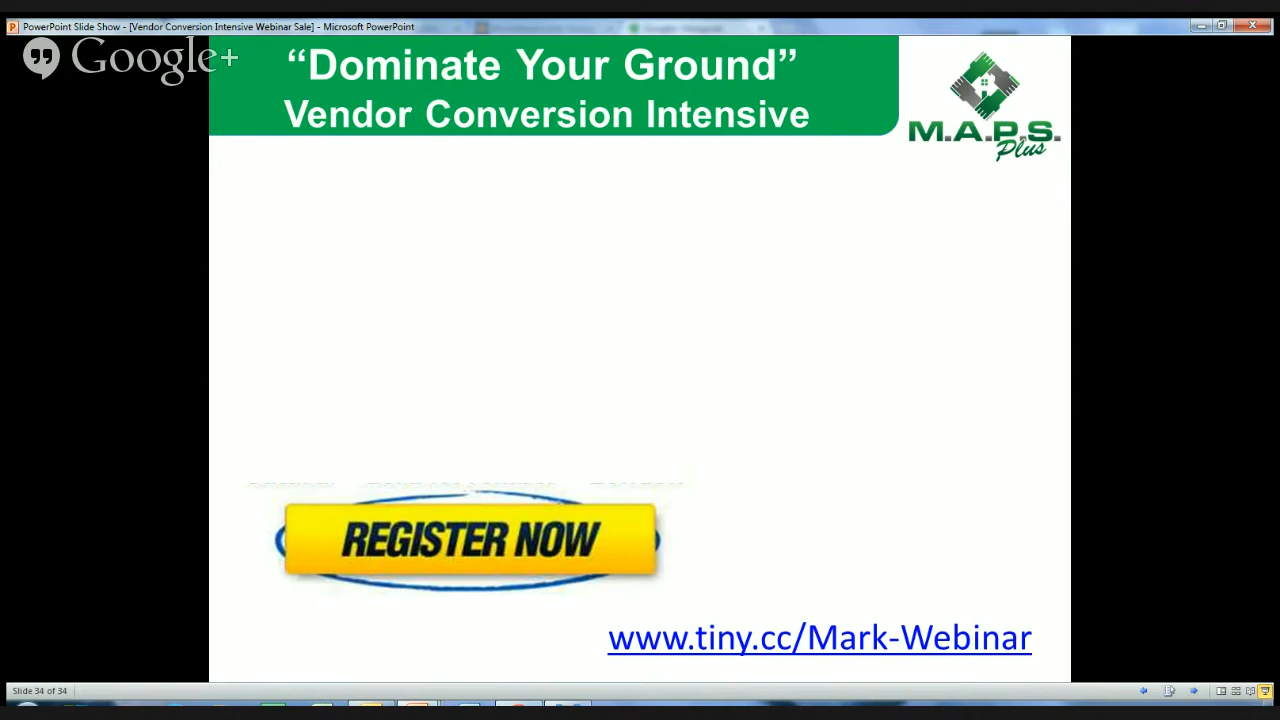 PowerPoint Slide Show - [Vendor Conversion Intensive Webinar Sale] - Microsoft PowerPoint
Google+
“Dominate Your Ground”
Vendor Conversion Intensive
M.A.P.S.
Plus
REGISTER NOW
www.tiny.cc/Mark-Webinar
Slide 34 of 34